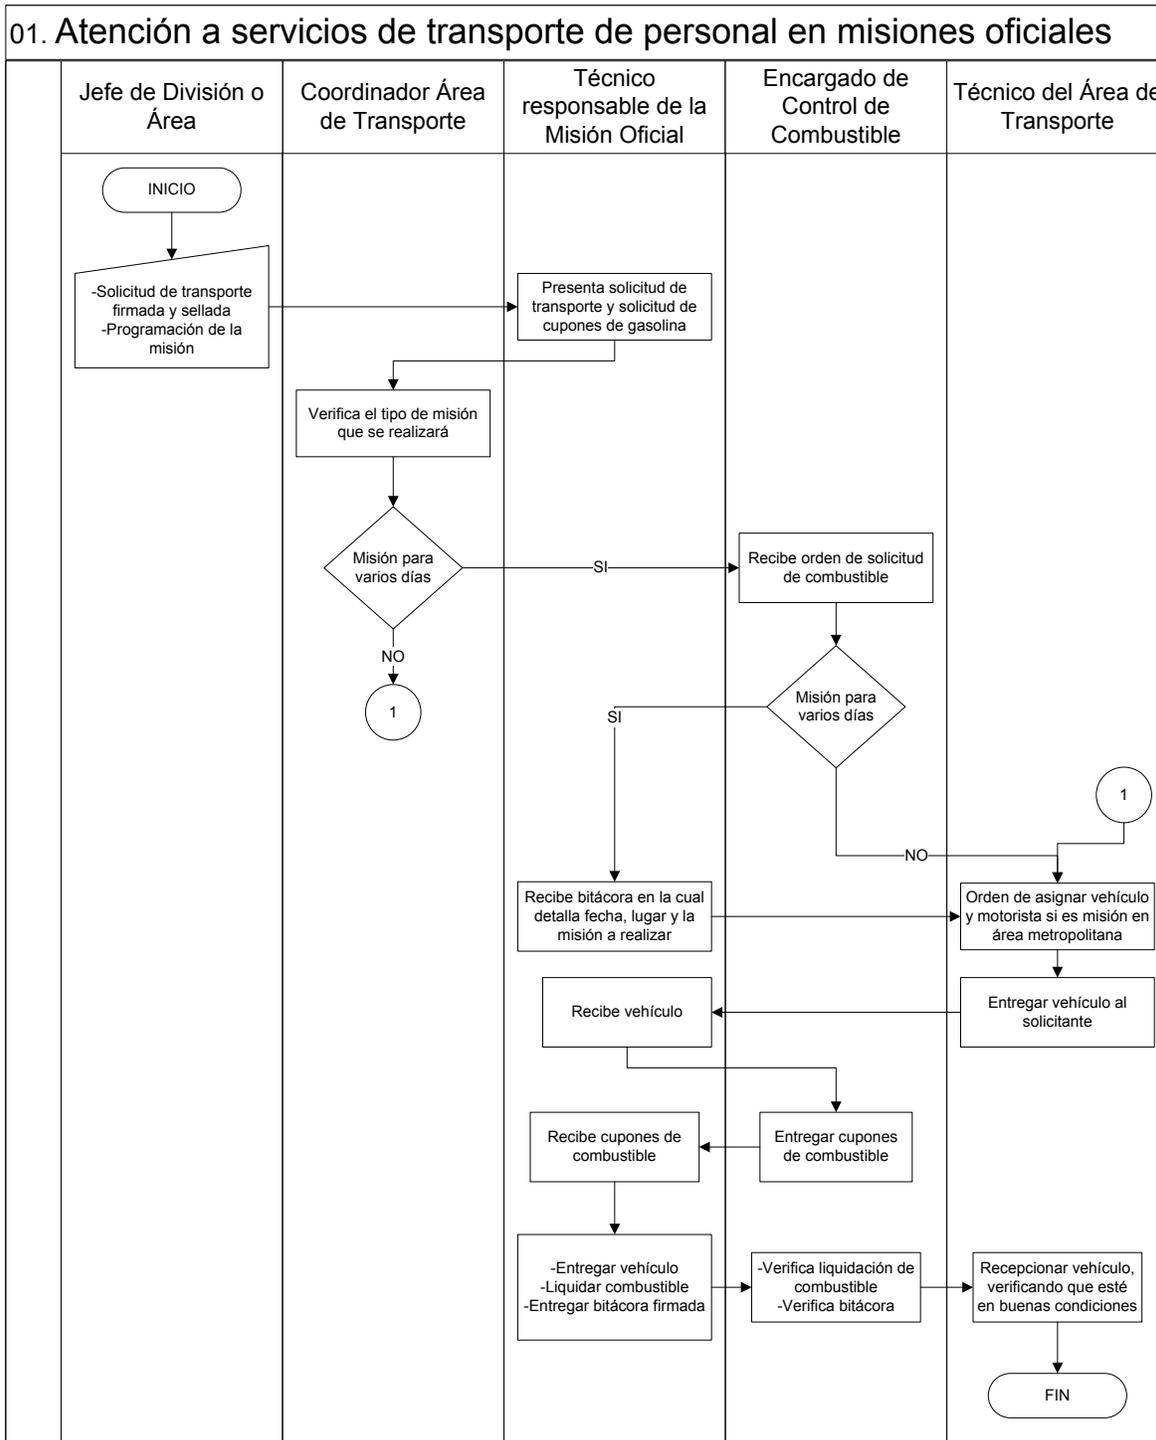 01. Atención a servicios de transporte de personal en misiones oficiales
Jefe de División o
Área
Coordinador Área
de Transporte
Técnico
responsable de la
Misión Oficial
Encargado de
Control de
Combustible
Técnico del Área de
Transporte
INICIO
-Solicitud de transporte
firmada y sellada
-Programación de la
misión
Presenta solicitud de
transporte y solicitud de
cupones de gasolina
Verifica el tipo de misión
que se realizará
Misión para
varios días
SI
NO
1
Recibe orden de solicitud
de combustible
Misión para
varios días
SI
NO
1
Recibe bitácora en la cual
detalla fecha, lugar y la
misión a realizar
Orden de asignar vehículo
y motorista si es misión en
área metropolitana
Entregar vehículo al
solicitante
Recibe vehículo
Entregar cupones
de combustible
Recibe cupones de
combustible
-Entregar vehículo
-Liquidar combustible
-Entregar bitácora firmada
-Verifica liquidación de
combustible
-Verifica bitácora
Recepcionar vehículo,
verificando que esté
en buenas condiciones
FIN